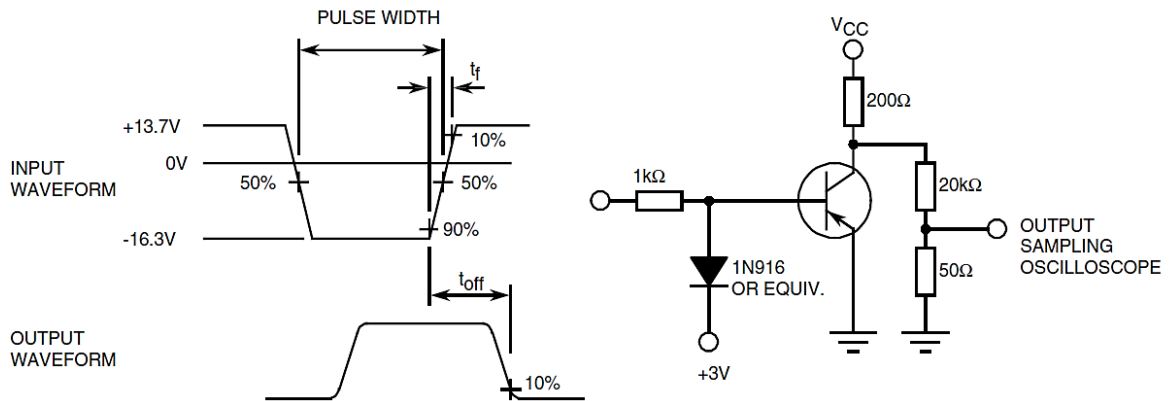 PULSE WIDTH
tf
+13.7V
10%
INPUT
WAVEFORM
0V
50%
50%
90%
-16.3V
toff
OUTPUT
WAVEFORM
10%
VCC
200Ω
1kΩ
20kΩ
1N916
OR EQUIV.
50Ω
OUTPUT
SAMPLING
OSCILLOSCOPE
+3V